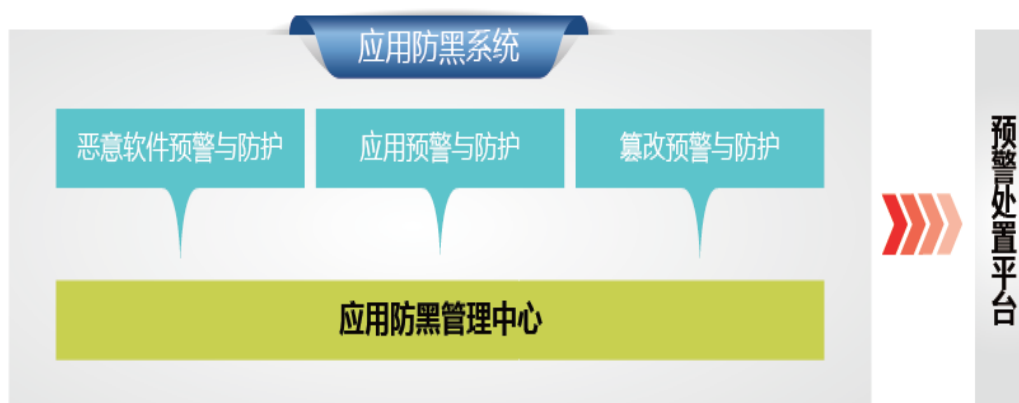 应用防黑系统
恶意软件预警与防护
应用预警与防护
篡改预警与防护
应用防黑管理中心
预警处置平台